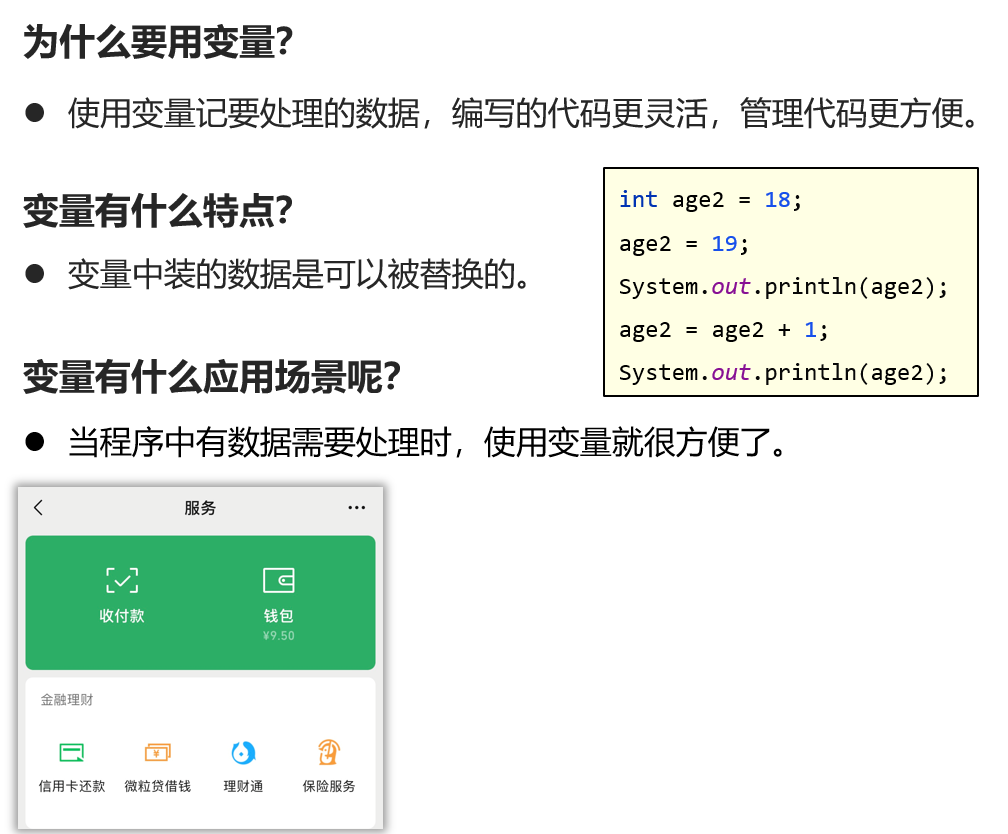 为什么要用变量?
● 使用变量记要处理的数据，编写的代码更灵活，管理代码更方便。
变量有什么特点?
● 变量中装的数据是可以被替换的。
int age2 = 18;
age2 = 19;
System.out.println(age2);
age2 = age2 + 1;
System.out.println(age2);
变量有什么应用场景呢?
● 当程序中有数据需要处理时，使用变量就很方便了。
服务
收付款 钱包
¥9.50
金融理财
信用卡还款 微粒贷借钱 理财通 保险服务